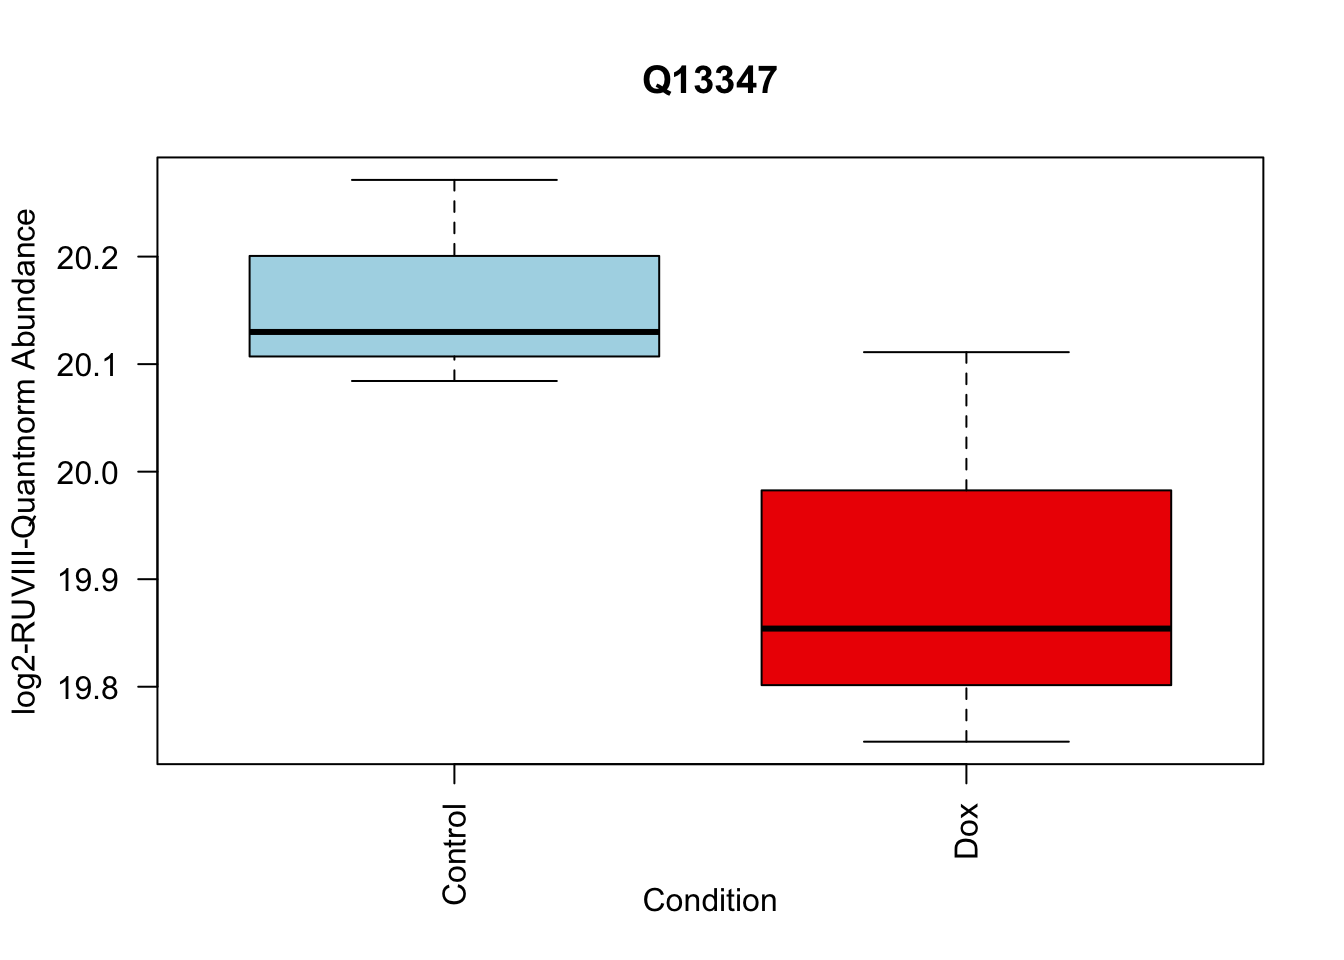 Q13347
log2-RUVIII-Quantnorm Abundance
20.2
20.1
20.0
19.9
19.8
Control
Dox
Condition